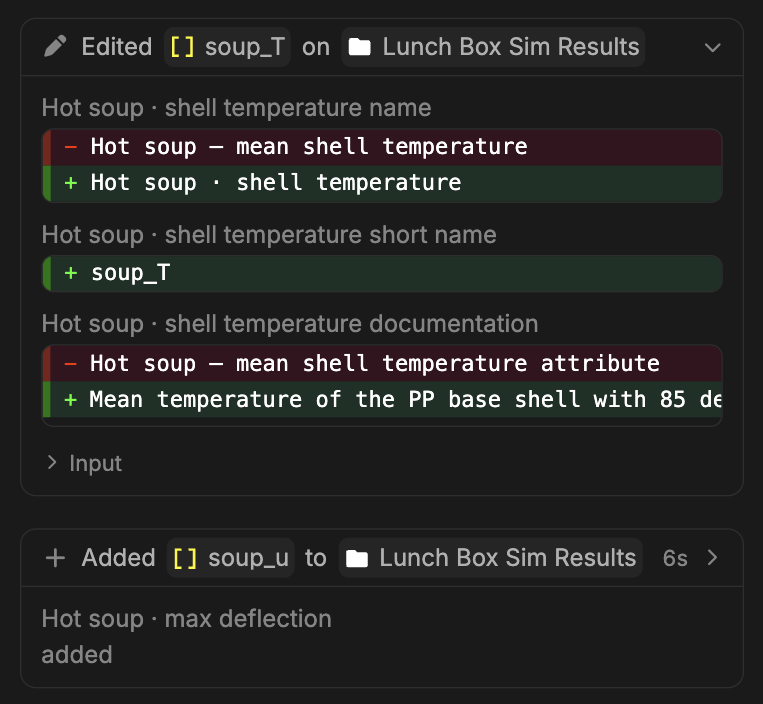 Edited [] soup_T on Lunch Box Sim Results
Hot soup · shell temperature name
− Hot soup — mean shell temperature
+ Hot soup · shell temperature
Hot soup · shell temperature short name
+ soup_T
Hot soup · shell temperature documentation
− Hot soup — mean shell temperature attribute
+ Mean temperature of the PP base shell with 85 de
Input
Added [] soup_u to Lunch Box Sim Results 6s
Hot soup · max deflection
added